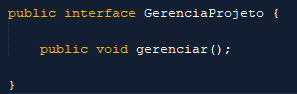 public interface GerenciaProjeto {
public void gerenciar();
}